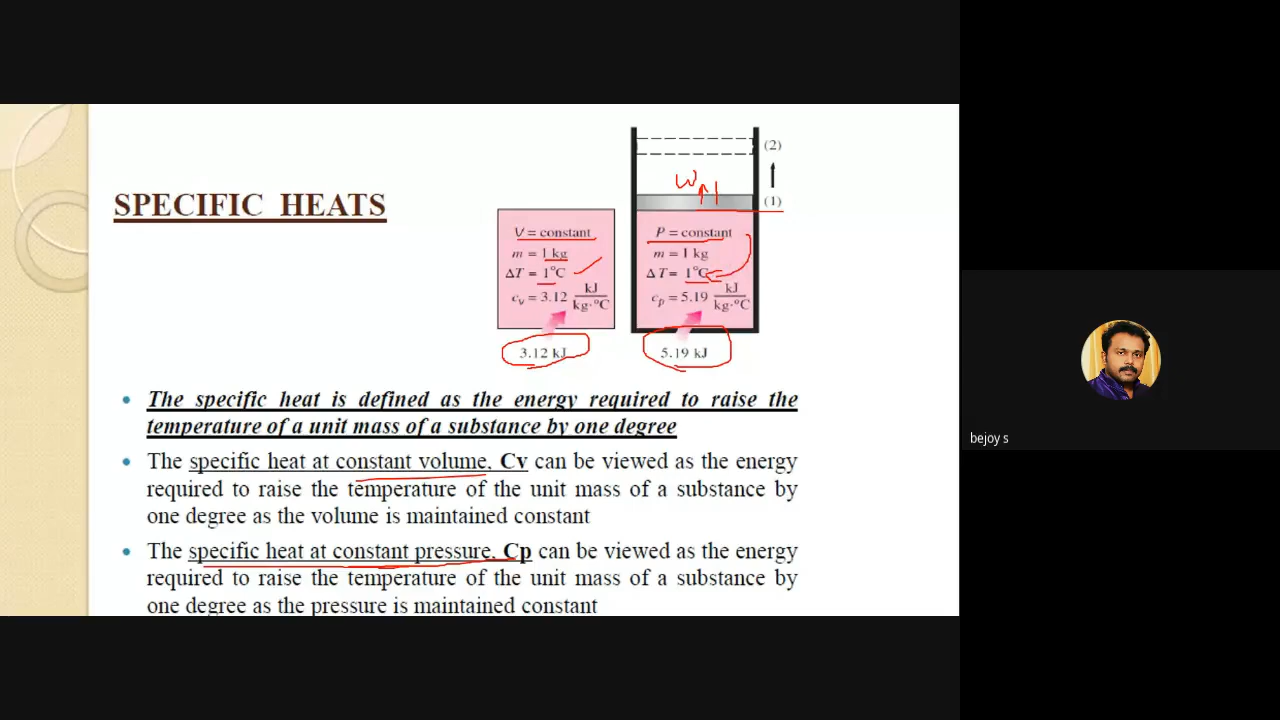 SPECIFIC HEATS
V = constant
m = 1 kg
ΔT = 1°C
cv = 3.12 kJ/kg·°C
3.12 kJ
(2)
W
(1)
P = constant
m = 1 kg
ΔT = 1°C
cp = 5.19 kJ/kg·°C
5.19 kJ
• The specific heat is defined as the energy required to raise the
temperature of a unit mass of a substance by one degree
• The specific heat at constant volume, Cv can be viewed as the energy
required to raise the temperature of the unit mass of a substance by
one degree as the volume is maintained constant
• The specific heat at constant pressure, Cp can be viewed as the energy
required to raise the temperature of the unit mass of a substance by
one degree as the pressure is maintained constant
bejoy s